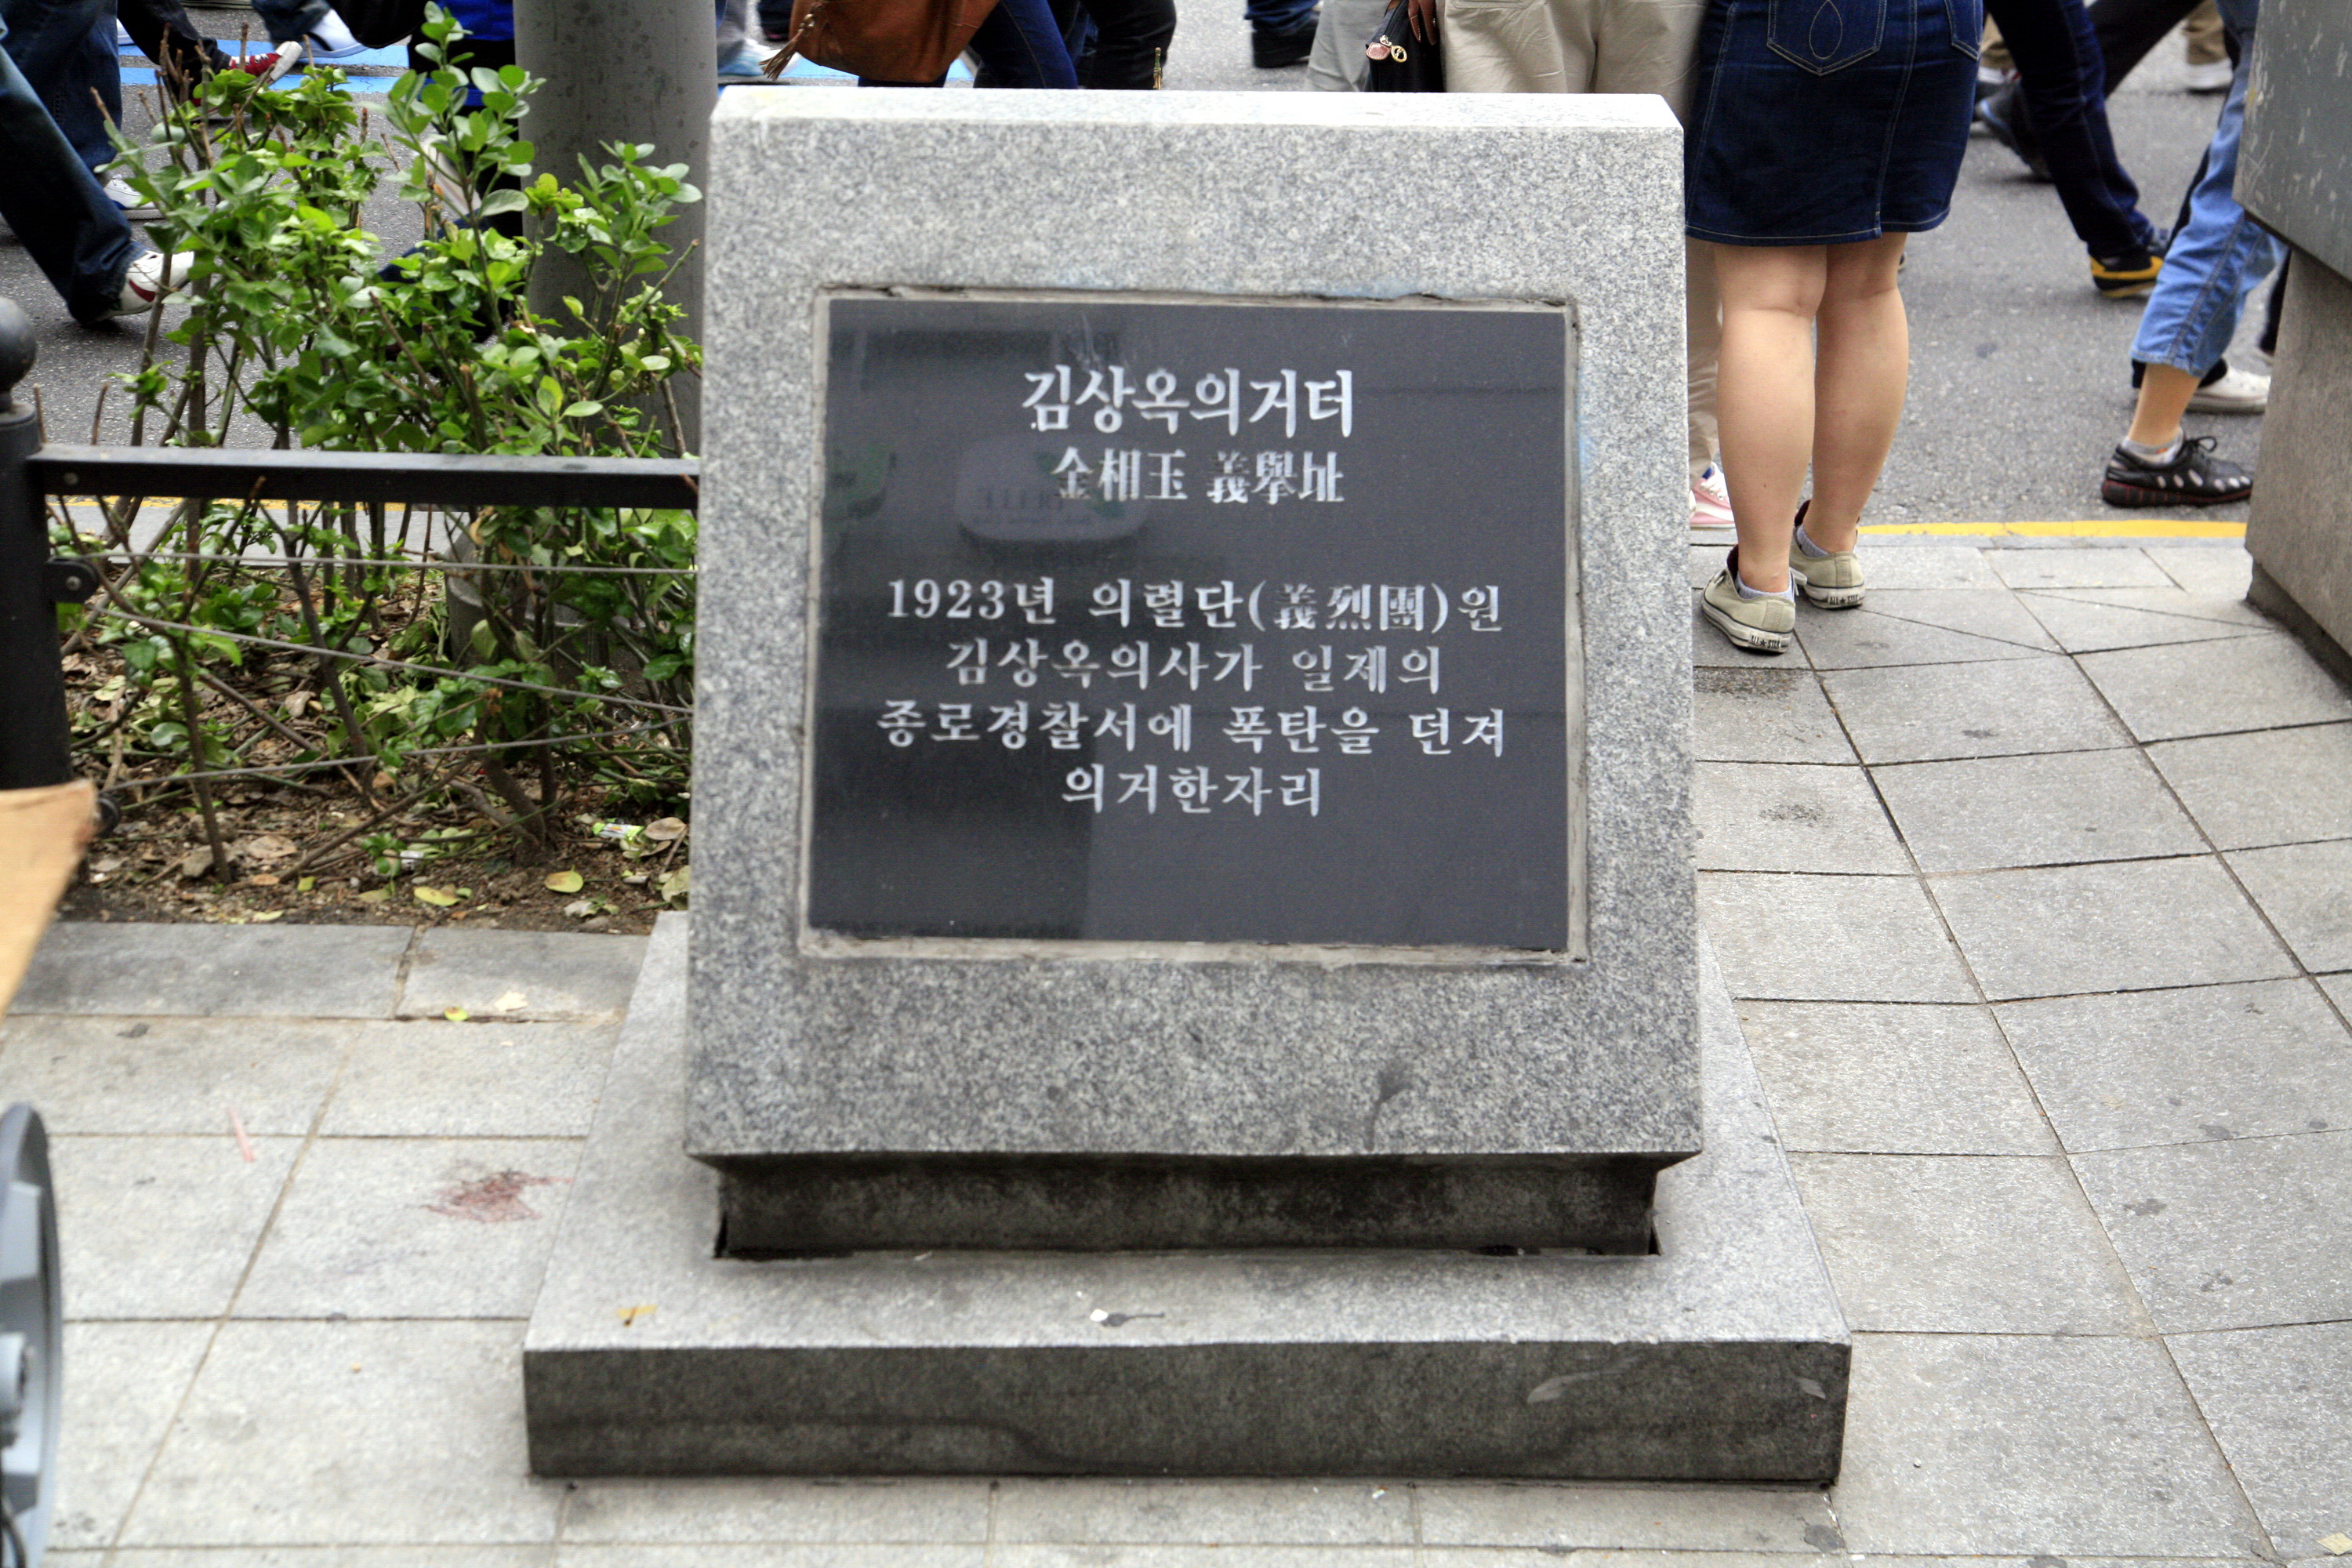 김상옥의거터
金相玉 義擧址
1923년 의렬단(義烈團)원
김상옥의사가 일제의
종로경찰서에 폭탄을 던져
의거한자리